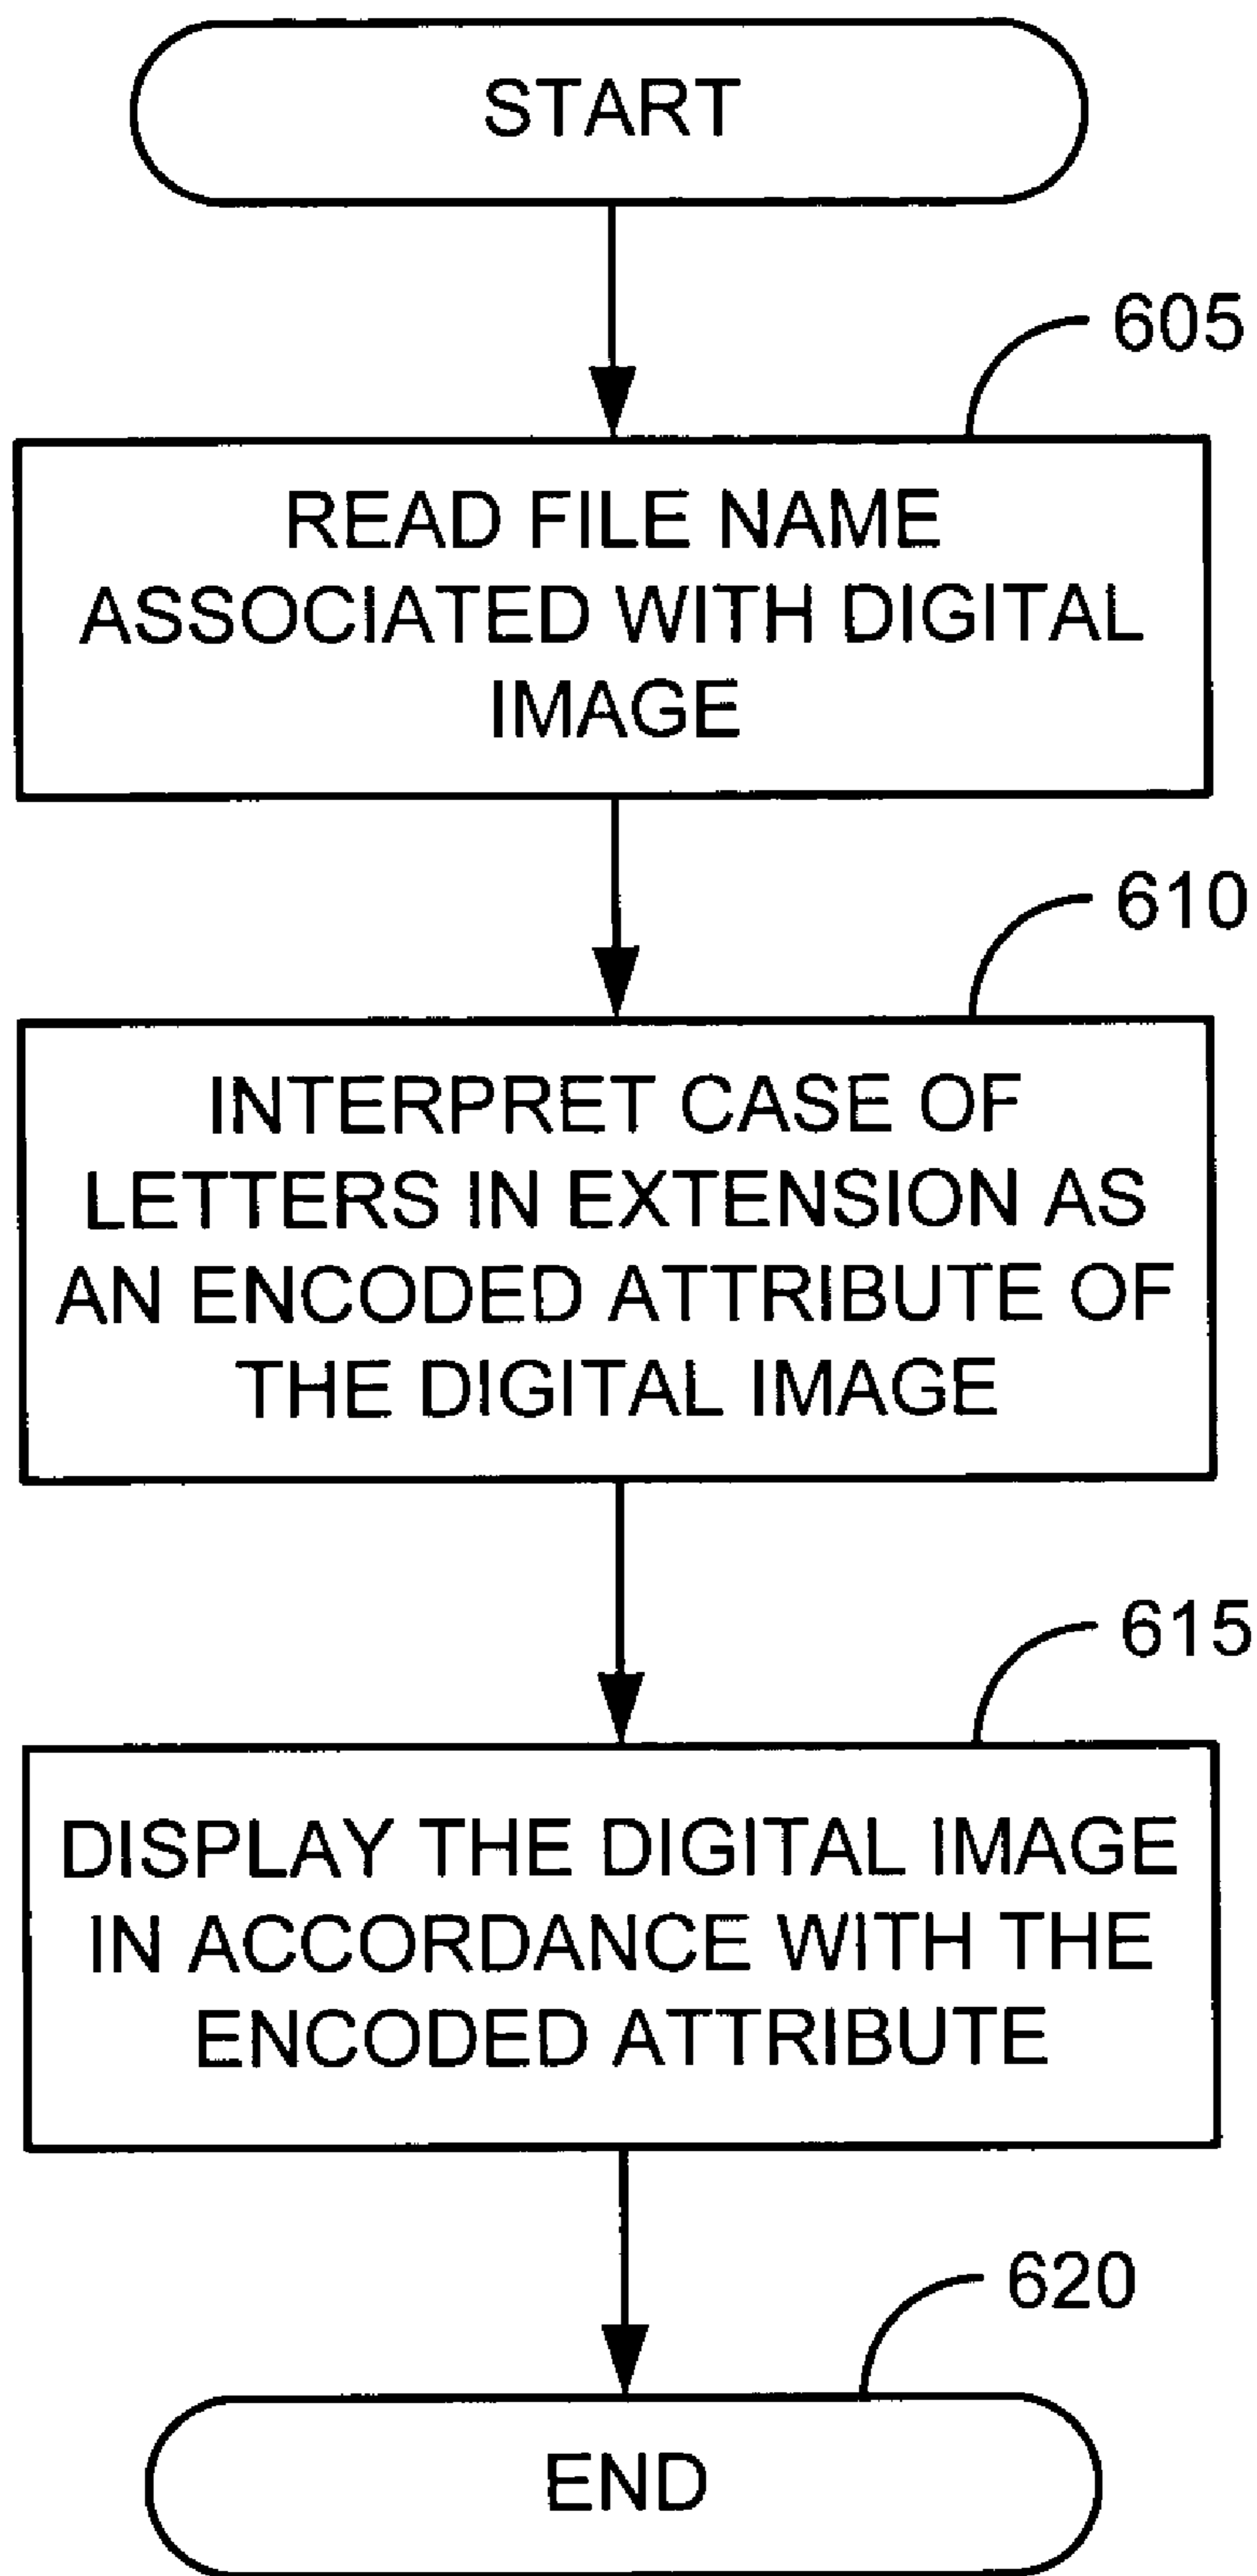 START
605
READ FILE NAME
ASSOCIATED WITH DIGITAL
IMAGE
610
INTERPRET CASE OF
LETTERS IN EXTENSION AS
AN ENCODED ATTRIBUTE OF
THE DIGITAL IMAGE
615
DISPLAY THE DIGITAL IMAGE
IN ACCORDANCE WITH THE
ENCODED ATTRIBUTE
620
END